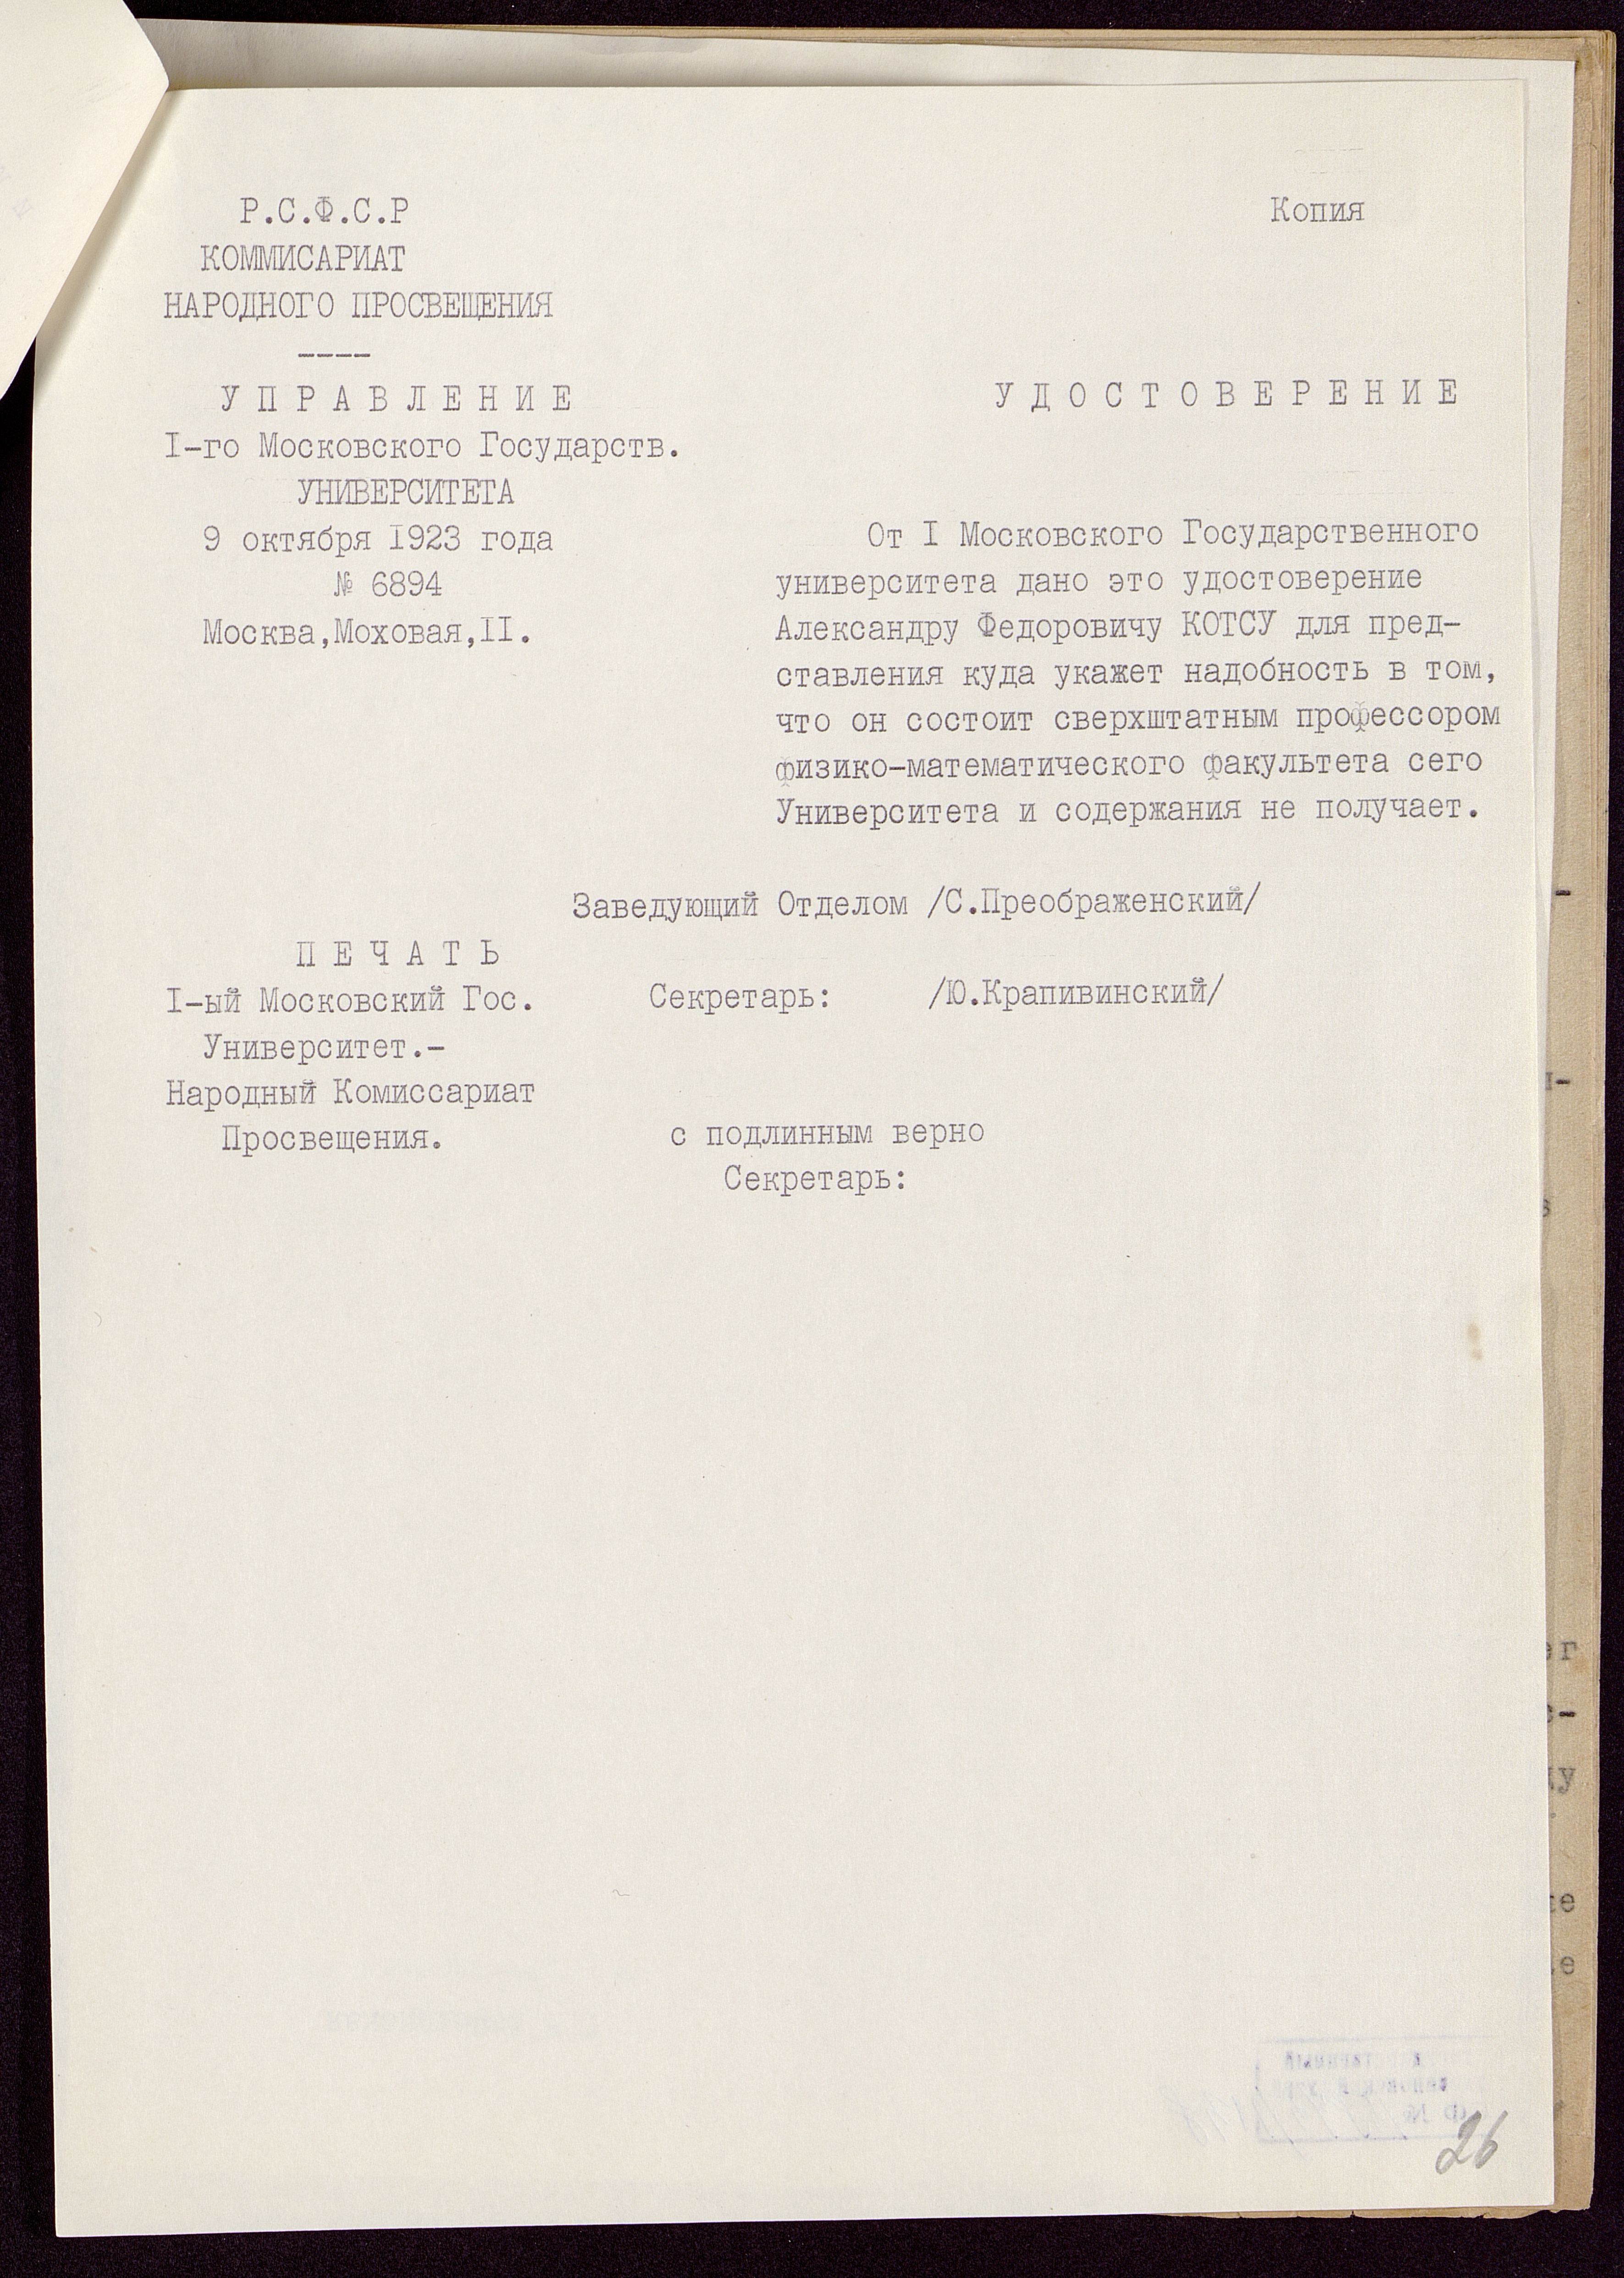 Р.С.Ф.С.Р
КОММИСАРИАТ
НАРОДНОГО ПРОСВЕЩЕНИЯ
----
УПРАВЛЕНИЕ
I-го Московского Государств.
УНИВЕРСИТЕТА
9 октября 1923 года
№ 6894
Москва,Моховая,II.
Копия
УДОСТОВЕРЕНИЕ
От I Московского Государственного
университета дано это удостоверение
Александру Федоровичу КОТСУ для пред-
ставления куда укажет надобность в том,
что он состоит сверхштатным профессором
физико-математического факультета сего
Университета и содержания не получает.
Заведующий Отделом /С.Преображенский/
Секретарь: /Ю.Крапивинский/
ПЕЧАТЬ
I-ый Московский Гос.
Университет.-
Народный Комиссариат
Просвещения.
с подлинным верно
Секретарь:
26